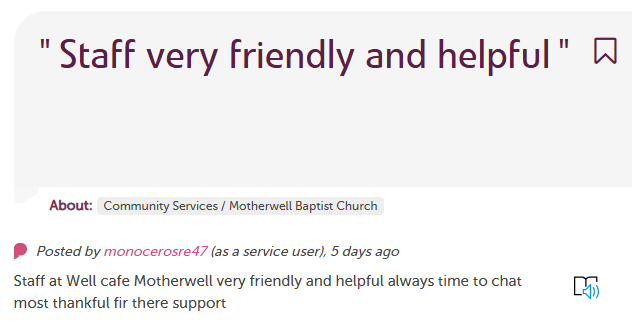 " Staff very friendly and helpful "
About: Community Services / Motherwell Baptist Church
Posted by monocerosre47 (as a service user), 5 days ago
Staff at Well cafe Motherwell very friendly and helpful always time to chat
most thankful fir there support